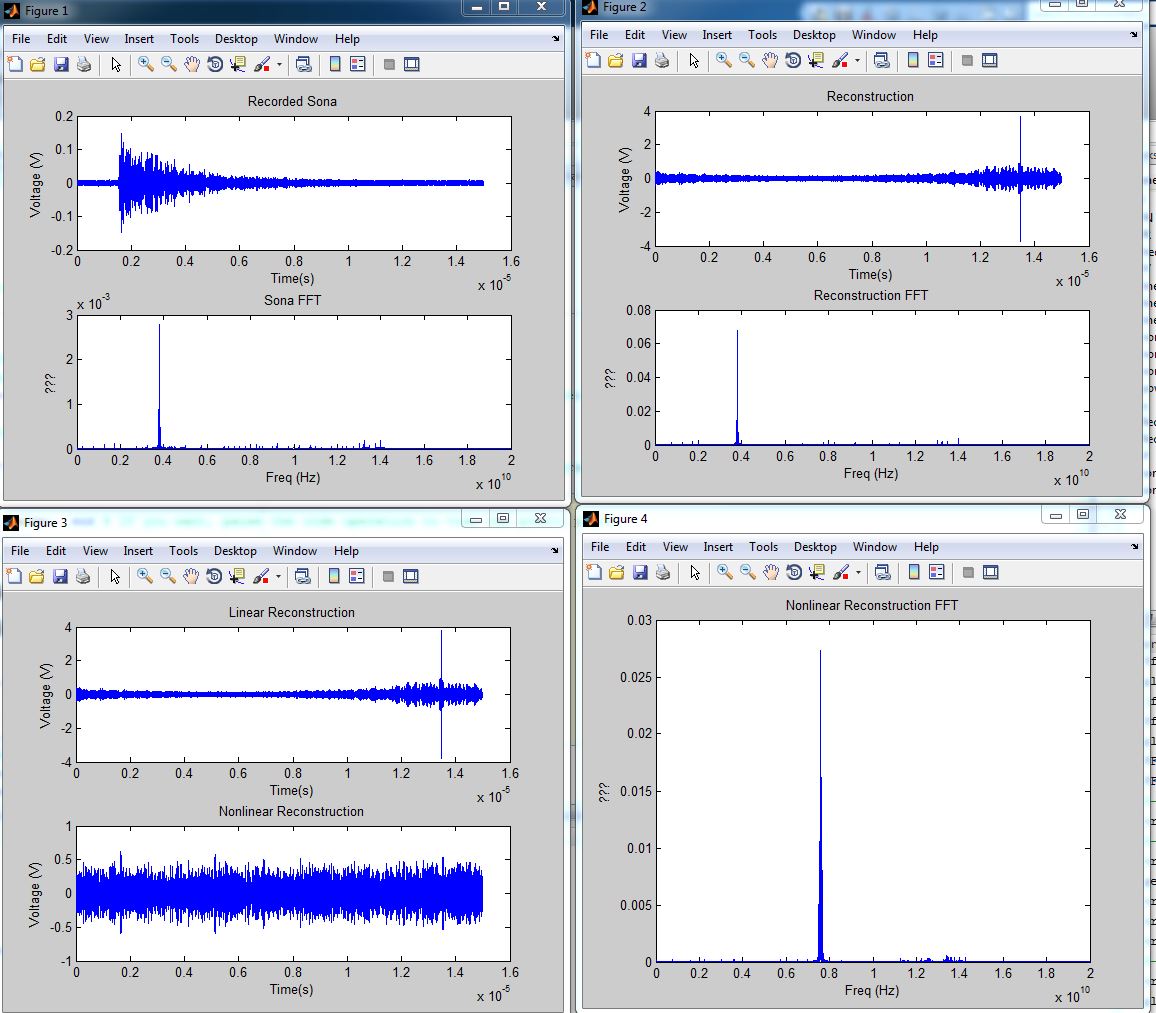 Figure 1
File Edit View Insert Tools Desktop Window Help
Recorded Sona
0.2
0.1
0
-0.1
-0.2
Voltage (V)
0 0.2 0.4 0.6 0.8 1 1.2 1.4 1.6
Time(s)
x 10^-5
Sona FFT
x 10^-3
3
2
1
0
???
0 0.2 0.4 0.6 0.8 1 1.2 1.4 1.6 1.8 2
Freq (Hz)
x 10^10
Figure 2
File Edit View Insert Tools Desktop Window Help
Reconstruction
4
2
0
-2
-4
Voltage (V)
0 0.2 0.4 0.6 0.8 1 1.2 1.4 1.6
Time(s)
x 10^-5
Reconstruction FFT
0.08
0.06
0.04
0.02
0
???
0 0.2 0.4 0.6 0.8 1 1.2 1.4 1.6 1.8 2
Freq (Hz)
x 10^10
Figure 3
File Edit View Insert Tools Desktop Window Help
Linear Reconstruction
4
2
0
-2
-4
Voltage (V)
0 0.2 0.4 0.6 0.8 1 1.2 1.4 1.6
Time(s)
x 10^-5
Nonlinear Reconstruction
1
0.5
0
-0.5
-1
Voltage (V)
0 0.2 0.4 0.6 0.8 1 1.2 1.4 1.6
Time(s)
x 10^-5
Figure 4
File Edit View Insert Tools Desktop Window Help
Nonlinear Reconstruction FFT
0.03
0.025
0.02
0.015
0.01
0.005
0
???
0 0.2 0.4 0.6 0.8 1 1.2 1.4 1.6 1.8 2
Freq (Hz)
x 10^10